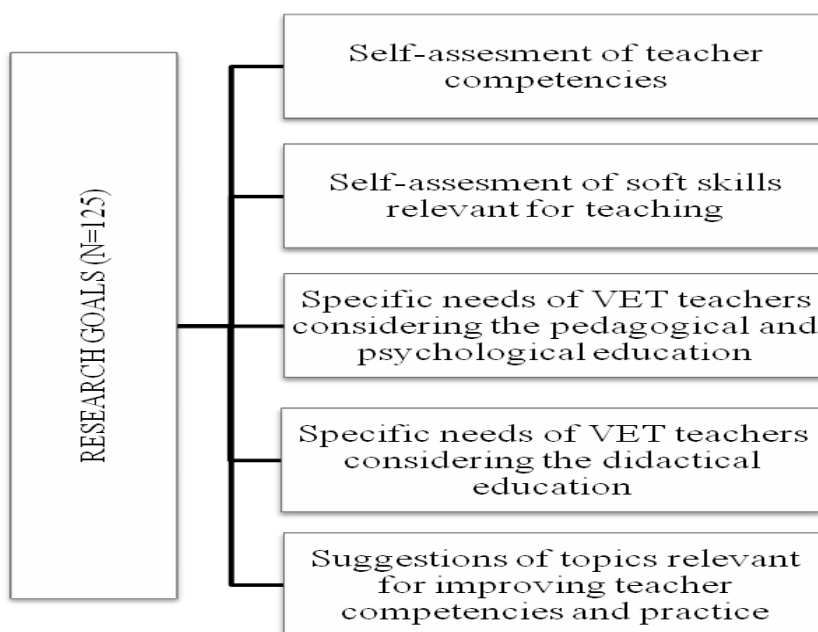 RESEARCH GOALS (N=125)
Self-assesment of teacher
competencies
Self-assesment of soft skills
relevant for teaching
Specific needs of VET teachers
considering the pedagogical and
psychological education
Specific needs of VET teachers
considering the didactical
education
Suggestions of topics relevant
for improving teacher
competencies and practice